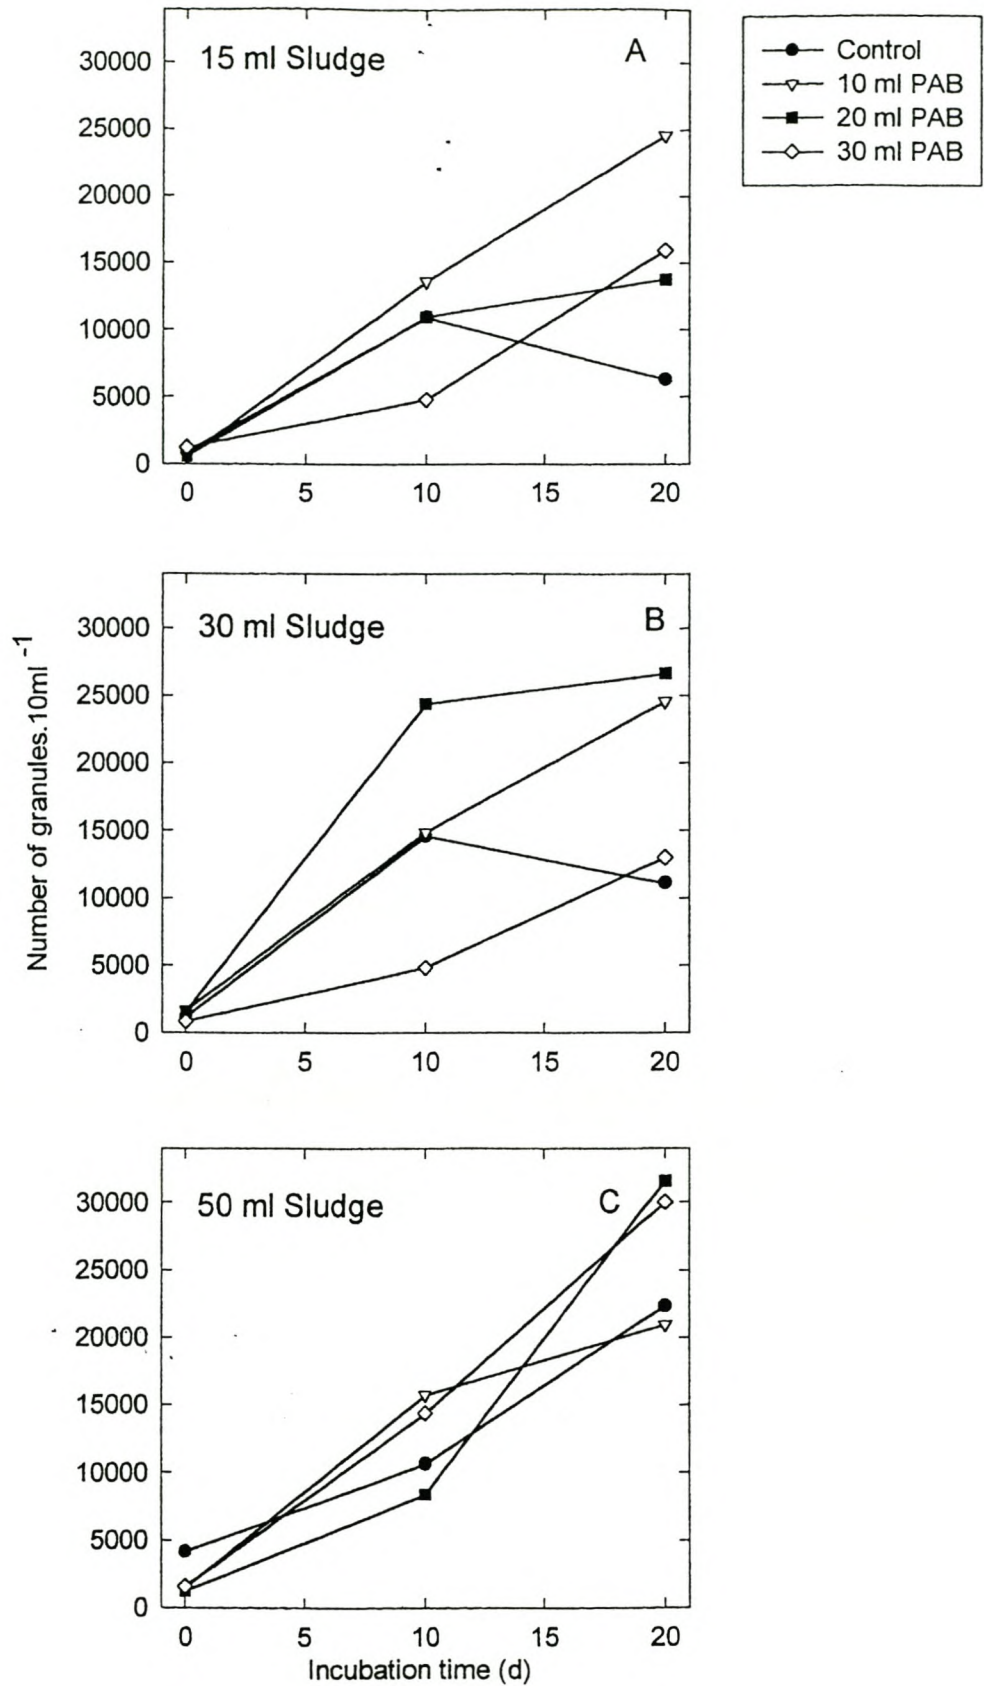 15 ml Sludge
A
30000
25000
20000
15000
10000
5000
0
0 5 10 15 20
Control
10 ml PAB
20 ml PAB
30 ml PAB
30 ml Sludge
B
30000
25000
20000
15000
10000
5000
0
0 5 10 15 20
Number of granules.10ml -1
50 ml Sludge
C
30000
25000
20000
15000
10000
5000
0
0 5 10 15 20
Incubation time (d)